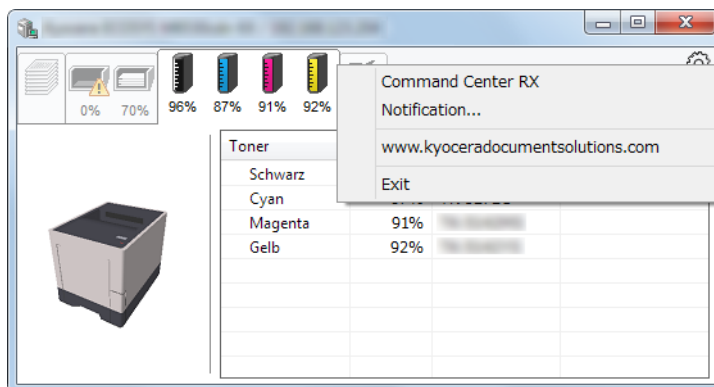 0% 70% 96% 87% 91% 92%
Command Center RX
Notification...
www.kyoceradocumentsolutions.com
Exit
Toner
Schwarz
Cyan
Magenta 91%
Gelb 92%